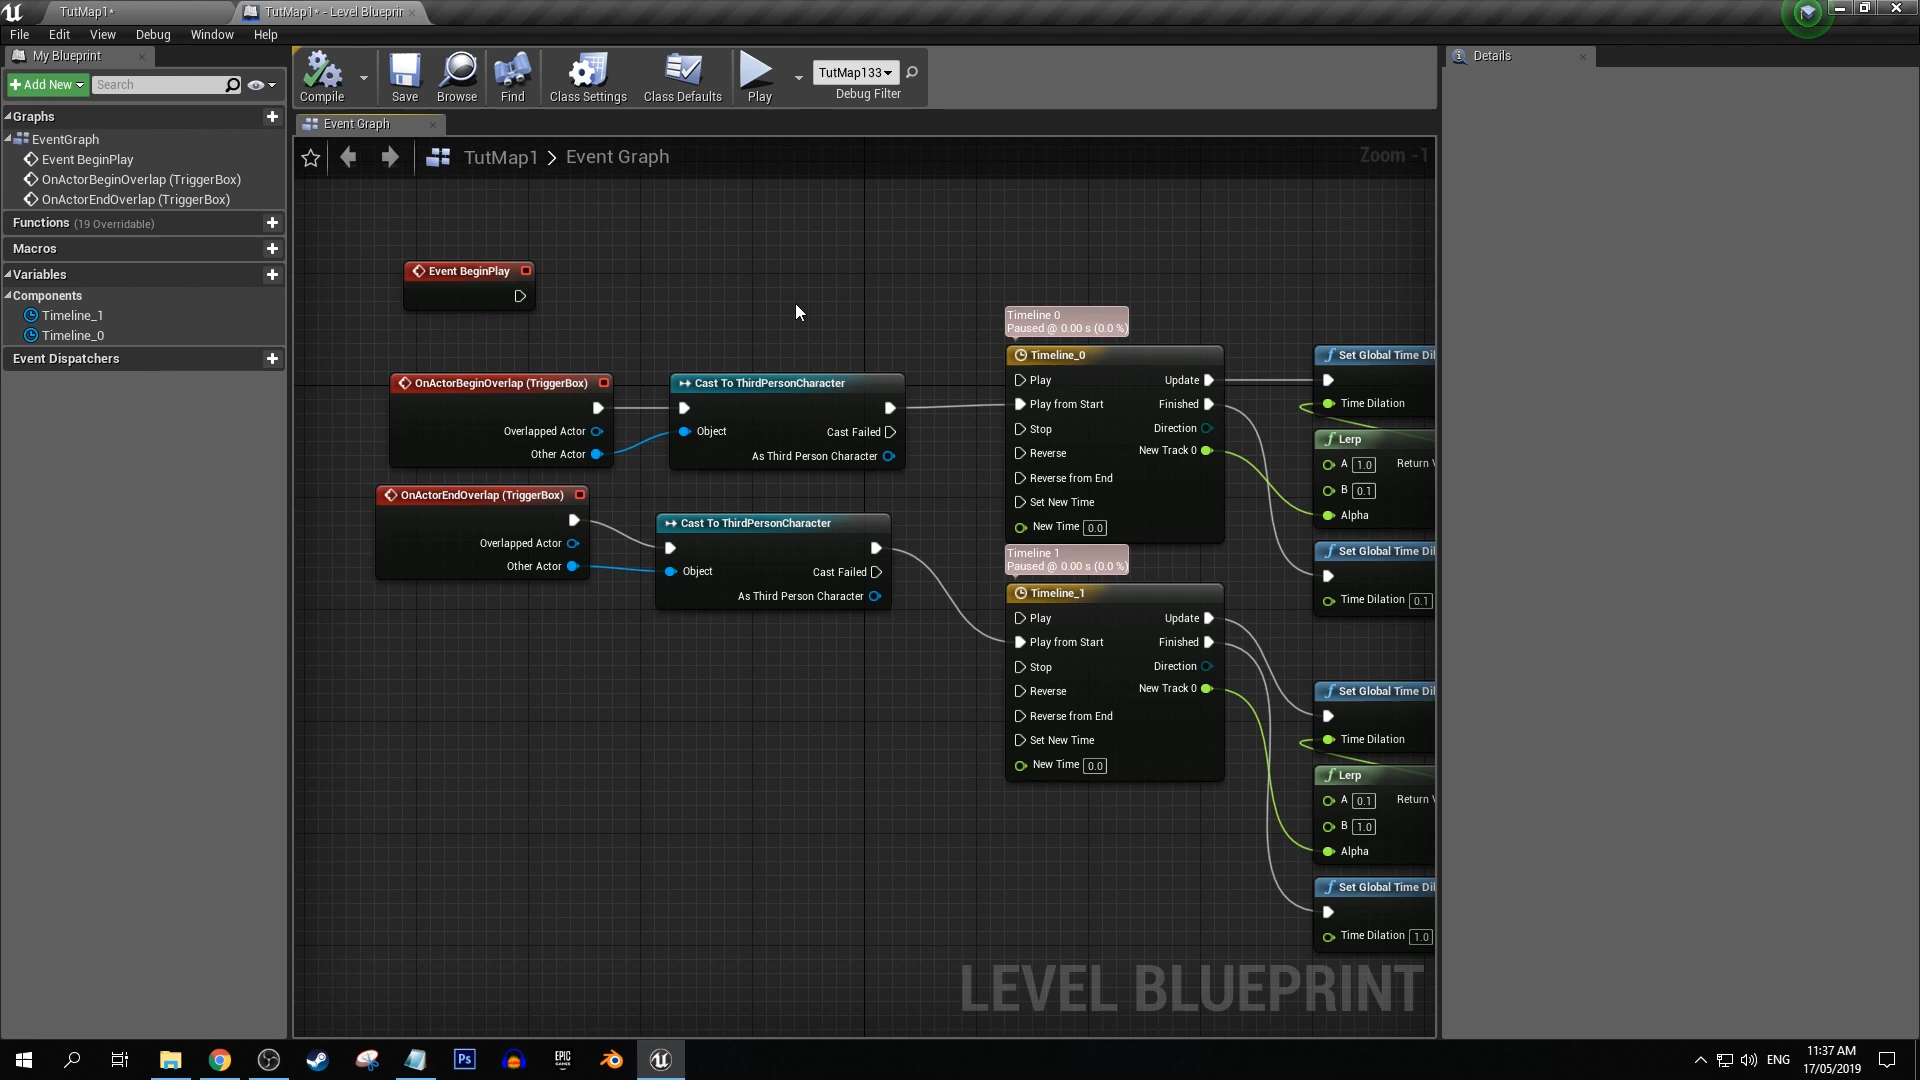 TutMap1*
TutMap1* - Level Blueprin
File Edit View Debug Window Help
My Blueprint
Add New
Search
Compile
Save
Browse
Find
Class Settings
Class Defaults
Play
TutMap133
Debug Filter
Details
Graphs
EventGraph
Event BeginPlay
OnActorBeginOverlap (TriggerBox)
OnActorEndOverlap (TriggerBox)
Functions (19 Overridable)
Macros
Variables
Components
Timeline_1
Timeline_0
Event Dispatchers
Event Graph
TutMap1 > Event Graph
Zoom -1
Event BeginPlay
OnActorBeginOverlap (TriggerBox)
Overlapped Actor
Other Actor
Cast To ThirdPersonCharacter
Object
Cast Failed
As Third Person Character
OnActorEndOverlap (TriggerBox)
Overlapped Actor
Other Actor
Cast To ThirdPersonCharacter
Object
Cast Failed
As Third Person Character
Timeline 0
Paused @ 0.00 s (0.0 %)
Timeline_0
Play Update
Play from Start Finished
Stop Direction
Reverse New Track 0
Reverse from End
Set New Time
New Time 0.0
Timeline 1
Paused @ 0.00 s (0.0 %)
Timeline_1
Play Update
Play from Start Finished
Stop Direction
Reverse New Track 0
Reverse from End
Set New Time
New Time 0.0
Set Global Time Dil
Time Dilation
Lerp
A 1.0 Return V
B 0.1
Alpha
Set Global Time Dil
Time Dilation 0.1
Set Global Time Dil
Time Dilation
Lerp
A 0.1 Return V
B 1.0
Alpha
Set Global Time Dil
Time Dilation 1.0
LEVEL BLUEPRINT
Ps
EPIC
GAMES
ENG
11:37 AM
17/05/2019